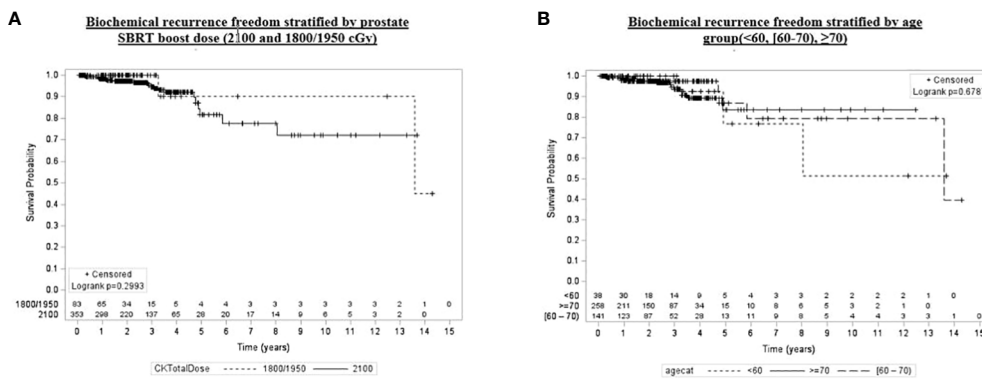 A
Biochemical recurrence freedom stratified by prostate
SBRT boost dose (2100 and 1800/1950 cGy)
1.0
0.9
0.8
0.7
0.6
0.5
0.4
0.3
0.2
0.1
0.0
Survival Probability
+ Censored
Logrank p=0.2993
1800/1950 83 65 34 15 5 4 4 3 3 3 3 3 3 2 1 0
2100 353 298 220 137 65 28 20 17 14 9 6 5 3 2 0
0 1 2 3 4 5 6 7 8 9 10 11 12 13 14 15
Time (years)
CKTotalDose 1800/1950 2100
B
Biochemical recurrence freedom stratified by age
group(<60, [60-70), ≥70)
1.0
0.9
0.8
0.7
0.6
0.5
0.4
0.3
0.2
0.1
0.0
Survival Probability
+ Censored
Logrank p=0.678
<60 38 30 18 14 9 5 4 3 3 2 2 2 2 1 0
>=70 258 211 150 87 34 15 10 8 6 5 3 2 1 0
[60 - 70) 141 123 87 52 28 13 11 9 8 5 4 4 3 3 1 0
0 1 2 3 4 5 6 7 8 9 10 11 12 13 14 15
Time (years)
agecat <60 >=70 [60 - 70)